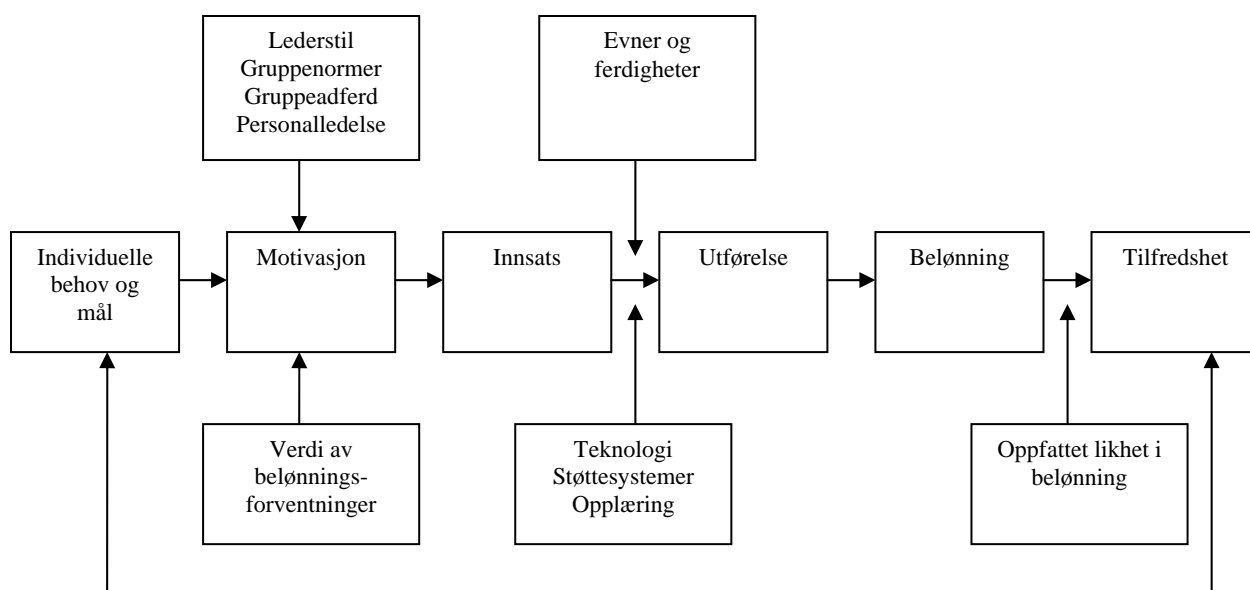 Lederstil
Gruppenormer
Gruppeadferd
Personalledelse
Evner og
ferdigheter
Individuelle
behov og
mål
Motivasjon
Innsats
Utførelse
Belønning
Tilfredshet
Verdi av
belønnings-
forventninger
Teknologi
Støttesystemer
Opplæring
Oppfattet likhet i
belønning